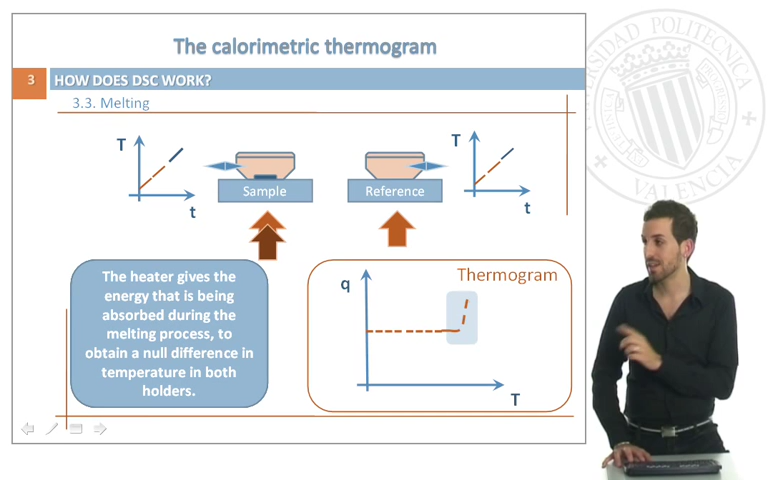 The calorimetric thermogram
3
HOW DOES DSC WORK?
3.3. Melting
T
t
Sample
Reference
T
t
The heater gives the
energy that is being
absorbed during the
melting process, to
obtain a null difference in
temperature in both
holders.
Thermogram
q
T
UNIVERSIDAD POLITECNICA
VALENCIA